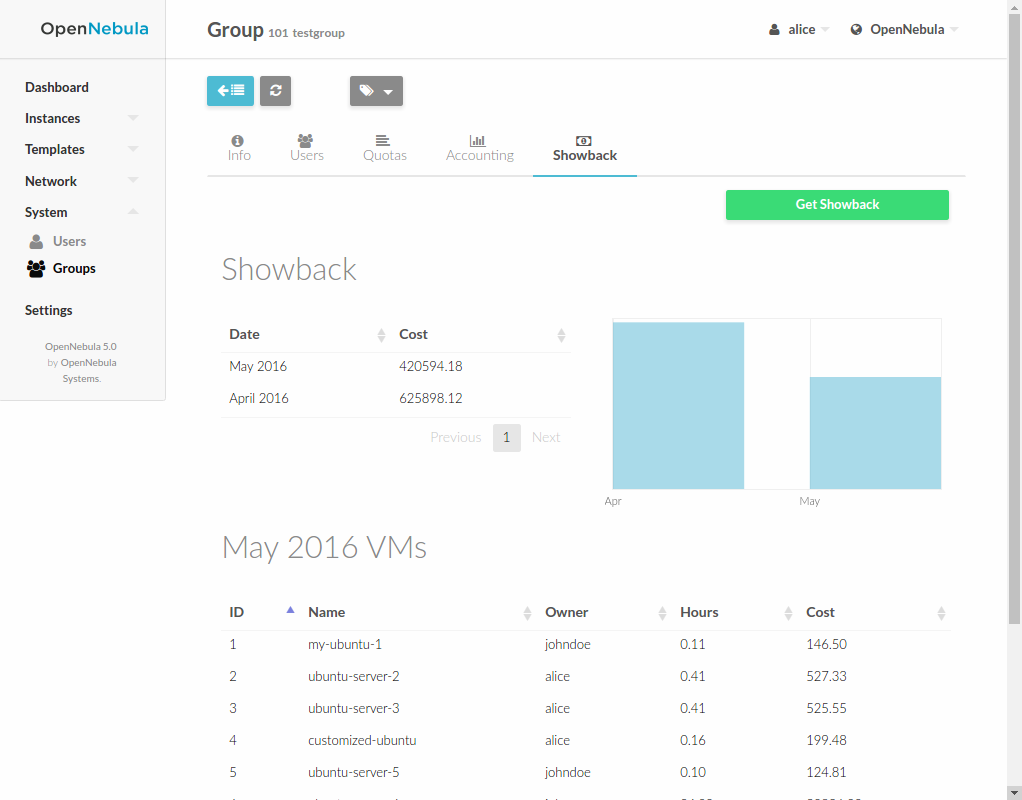 OpenNebula
Group 101 testgroup
alice
OpenNebula
Dashboard
Instances
Templates
Network
System
Users
Groups
Settings
OpenNebula 5.0
by OpenNebula
Systems.
Info
Users
Quotas
Accounting
Showback
Get Showback
Showback
Date Cost
May 2016 420594.18
April 2016 625898.12
Previous 1 Next
Apr May
May 2016 VMs
ID Name Owner Hours Cost
1 my-ubuntu-1 johndoe 0.11 146.50
2 ubuntu-server-2 alice 0.41 527.33
3 ubuntu-server-3 alice 0.41 525.55
4 customized-ubuntu alice 0.16 199.48
5 ubuntu-server-5 johndoe 0.10 124.81